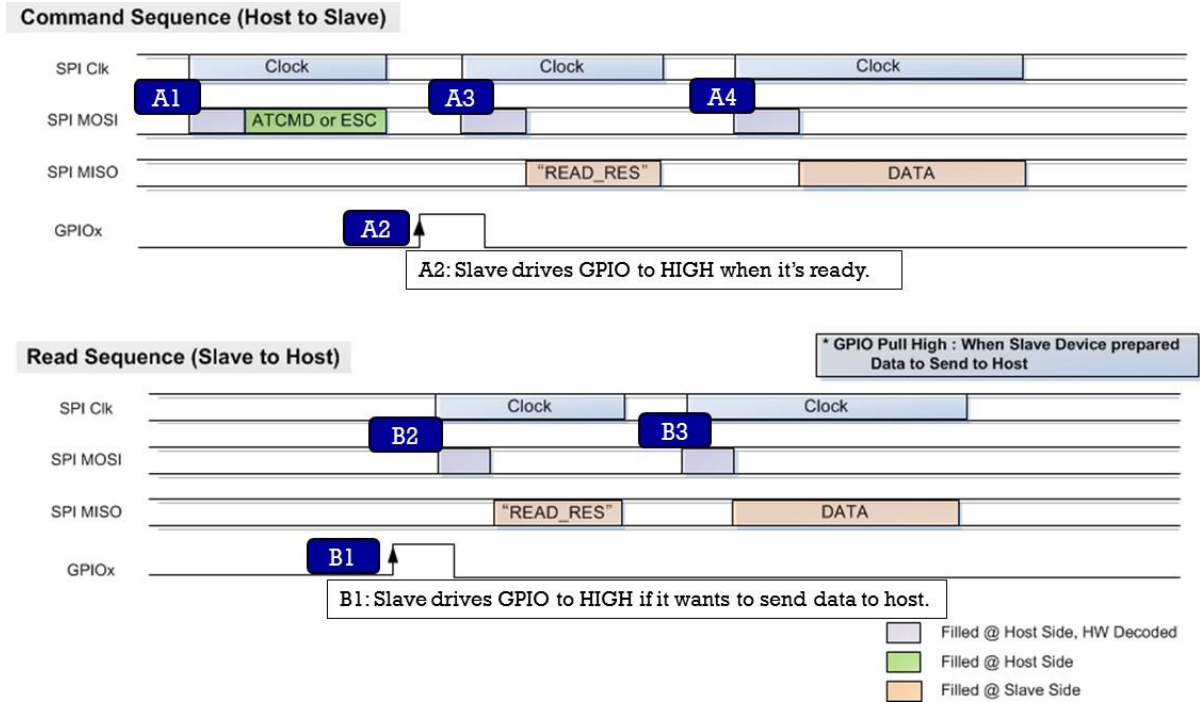 Command Sequence (Host to Slave)
SPI Clk
Clock
Clock
Clock
A1
A3
A4
SPI MOSI
ATCMD or ESC
SPI MISO
"READ_RES"
DATA
A2
GPIOx
A2: Slave drives GPIO to HIGH when it's ready.
Read Sequence (Slave to Host)
* GPIO Pull High : When Slave Device prepared
Data to Send to Host
SPI Clk
Clock
Clock
B2
B3
SPI MOSI
SPI MISO
"READ_RES"
DATA
B1
GPIOx
B1: Slave drives GPIO to HIGH if it wants to send data to host.
Filled @ Host Side, HW Decoded
Filled @ Host Side
Filled @ Slave Side